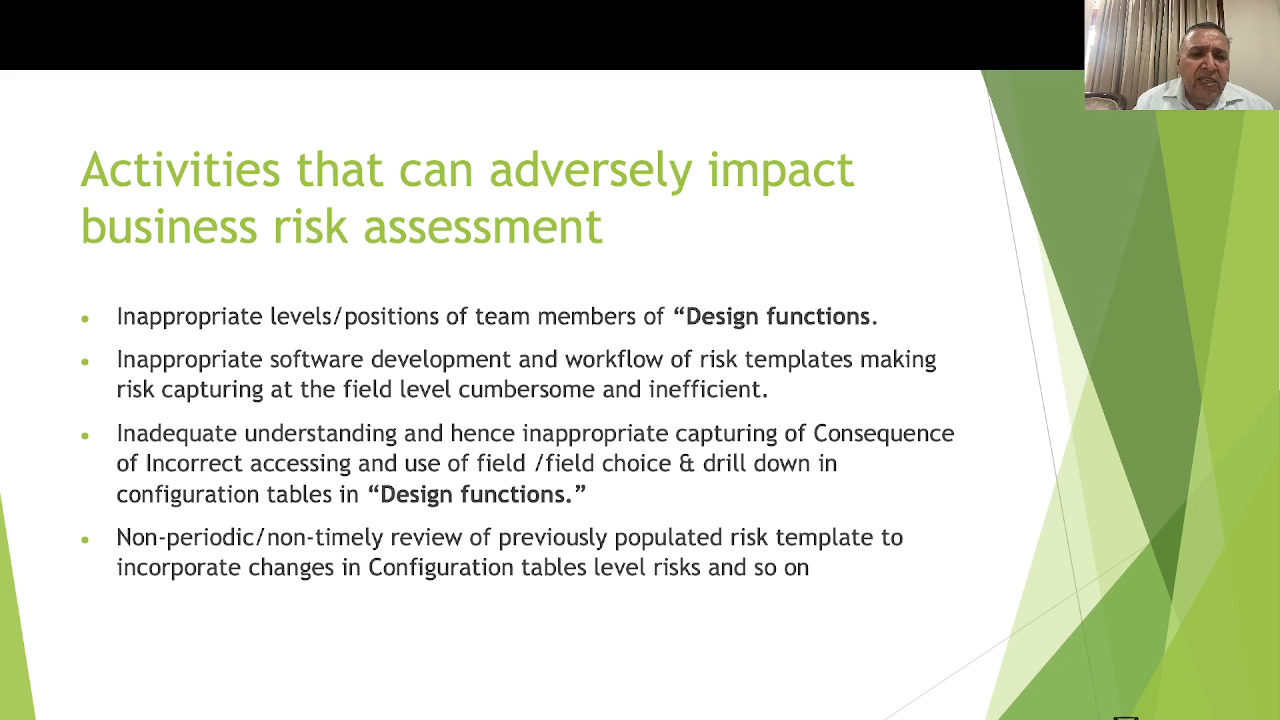 Activities that can adversely impact
business risk assessment
Inappropriate levels/positions of team members of “Design functions.
Inappropriate software development and workflow of risk templates making
risk capturing at the field level cumbersome and inefficient.
Inadequate understanding and hence inappropriate capturing of Consequence
of Incorrect accessing and use of field /field choice & drill down in
configuration tables in “Design functions.”
Non-periodic/non-timely review of previously populated risk template to
incorporate changes in Configuration tables level risks and so on